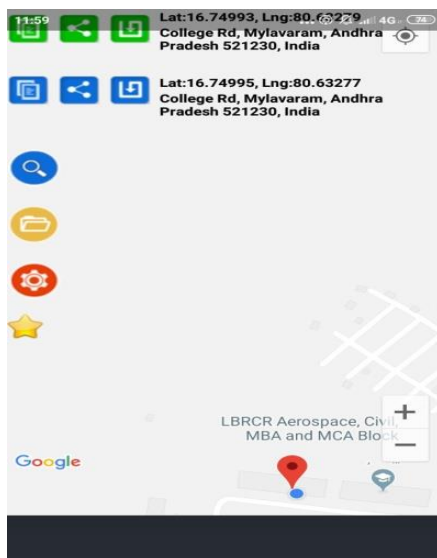 11:59
4G
74
Lat:16.74993, Lng:80.63279
College Rd, Mylavaram, Andhra
Pradesh 521230, India
Lat:16.74995, Lng:80.63277
College Rd, Mylavaram, Andhra
Pradesh 521230, India
+
LBRCR Aerospace, Civil,
MBA and MCA Block
−
Google